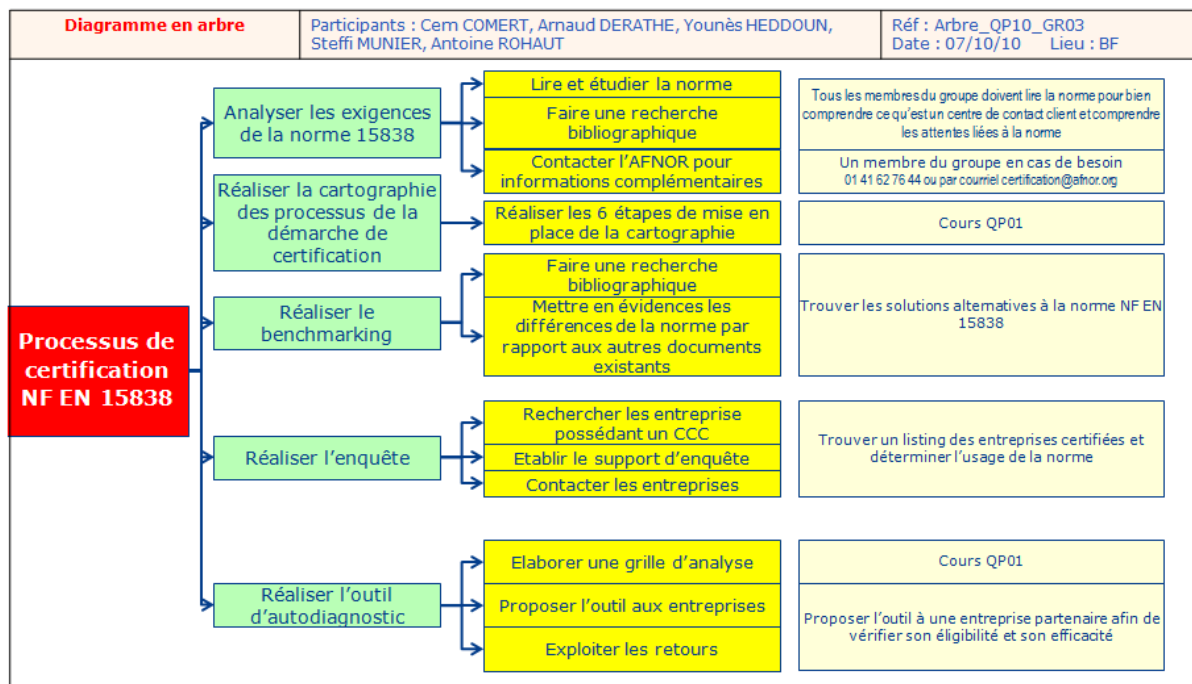 Diagramme en arbre
Participants : Cem COMERT, Arnaud DERATHE, Younès HEDDOUN,
Steffi MUNIER, Antoine ROHAUT
Réf : Arbre_QP10_GR03
Date : 07/10/10 Lieu : BF
Processus de
certification
NF EN 15838
Analyser les exigences
de la norme 15838
Lire et étudier la norme
Faire une recherche
bibliographique
Contacter l'AFNOR pour
informations complémentaires
Tous les membres du groupe doivent lire la norme pour bien
comprendre ce qu'est un centre de contact client et comprendre
les attentes liées à la norme
Un membre du groupe en cas de besoin
01 41 62 76 44 ou par courriel certification@afnor.org
Réaliser la cartographie
des processus de la
démarche de
certification
Réaliser les 6 étapes de mise en
place de la cartographie
Cours QP01
Réaliser le
benchmarking
Faire une recherche
bibliographique
Mettre en évidences les
différences de la norme par
rapport aux autres documents
existants
Trouver les solutions alternatives à la norme NF EN
15838
Réaliser l'enquête
Rechercher les entreprise
possédant un CCC
Etablir le support d'enquête
Contacter les entreprises
Trouver un listing des entreprises certifiées et
déterminer l'usage de la norme
Réaliser l'outil
d'autodiagnostic
Elaborer une grille d'analyse
Proposer l'outil aux entreprises
Exploiter les retours
Cours QP01
Proposer l'outil à une entreprise partenaire afin de
vérifier son éligibilité et son efficacité